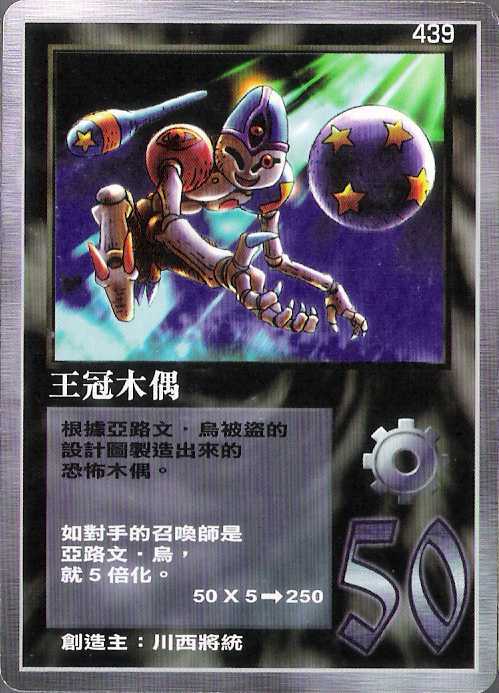 439
王冠木偶
根據亞路文・烏被盜的
設計圖製造出來的
恐怖木偶。
如對手的召喚師是
亞路文・烏，
就5倍化。
50 X 5➡250
50
創造主：川西將統